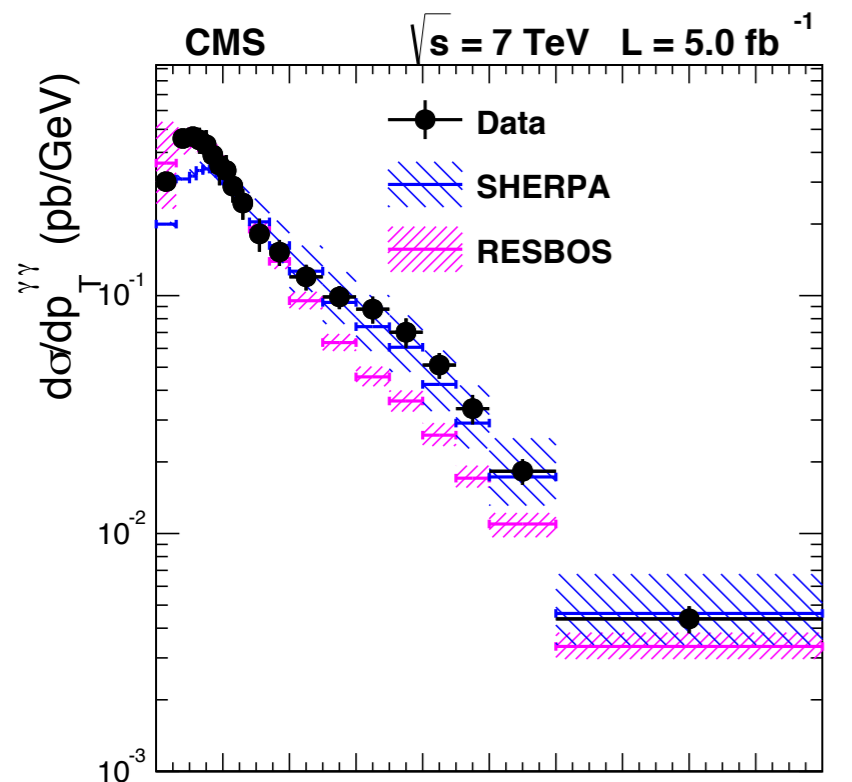 CMS √s = 7 TeV L = 5.0 fb⁻¹
dσ/dp_T^γγ (pb/GeV)
Data
SHERPA
RESBOS
10⁻¹
10⁻²
10⁻³